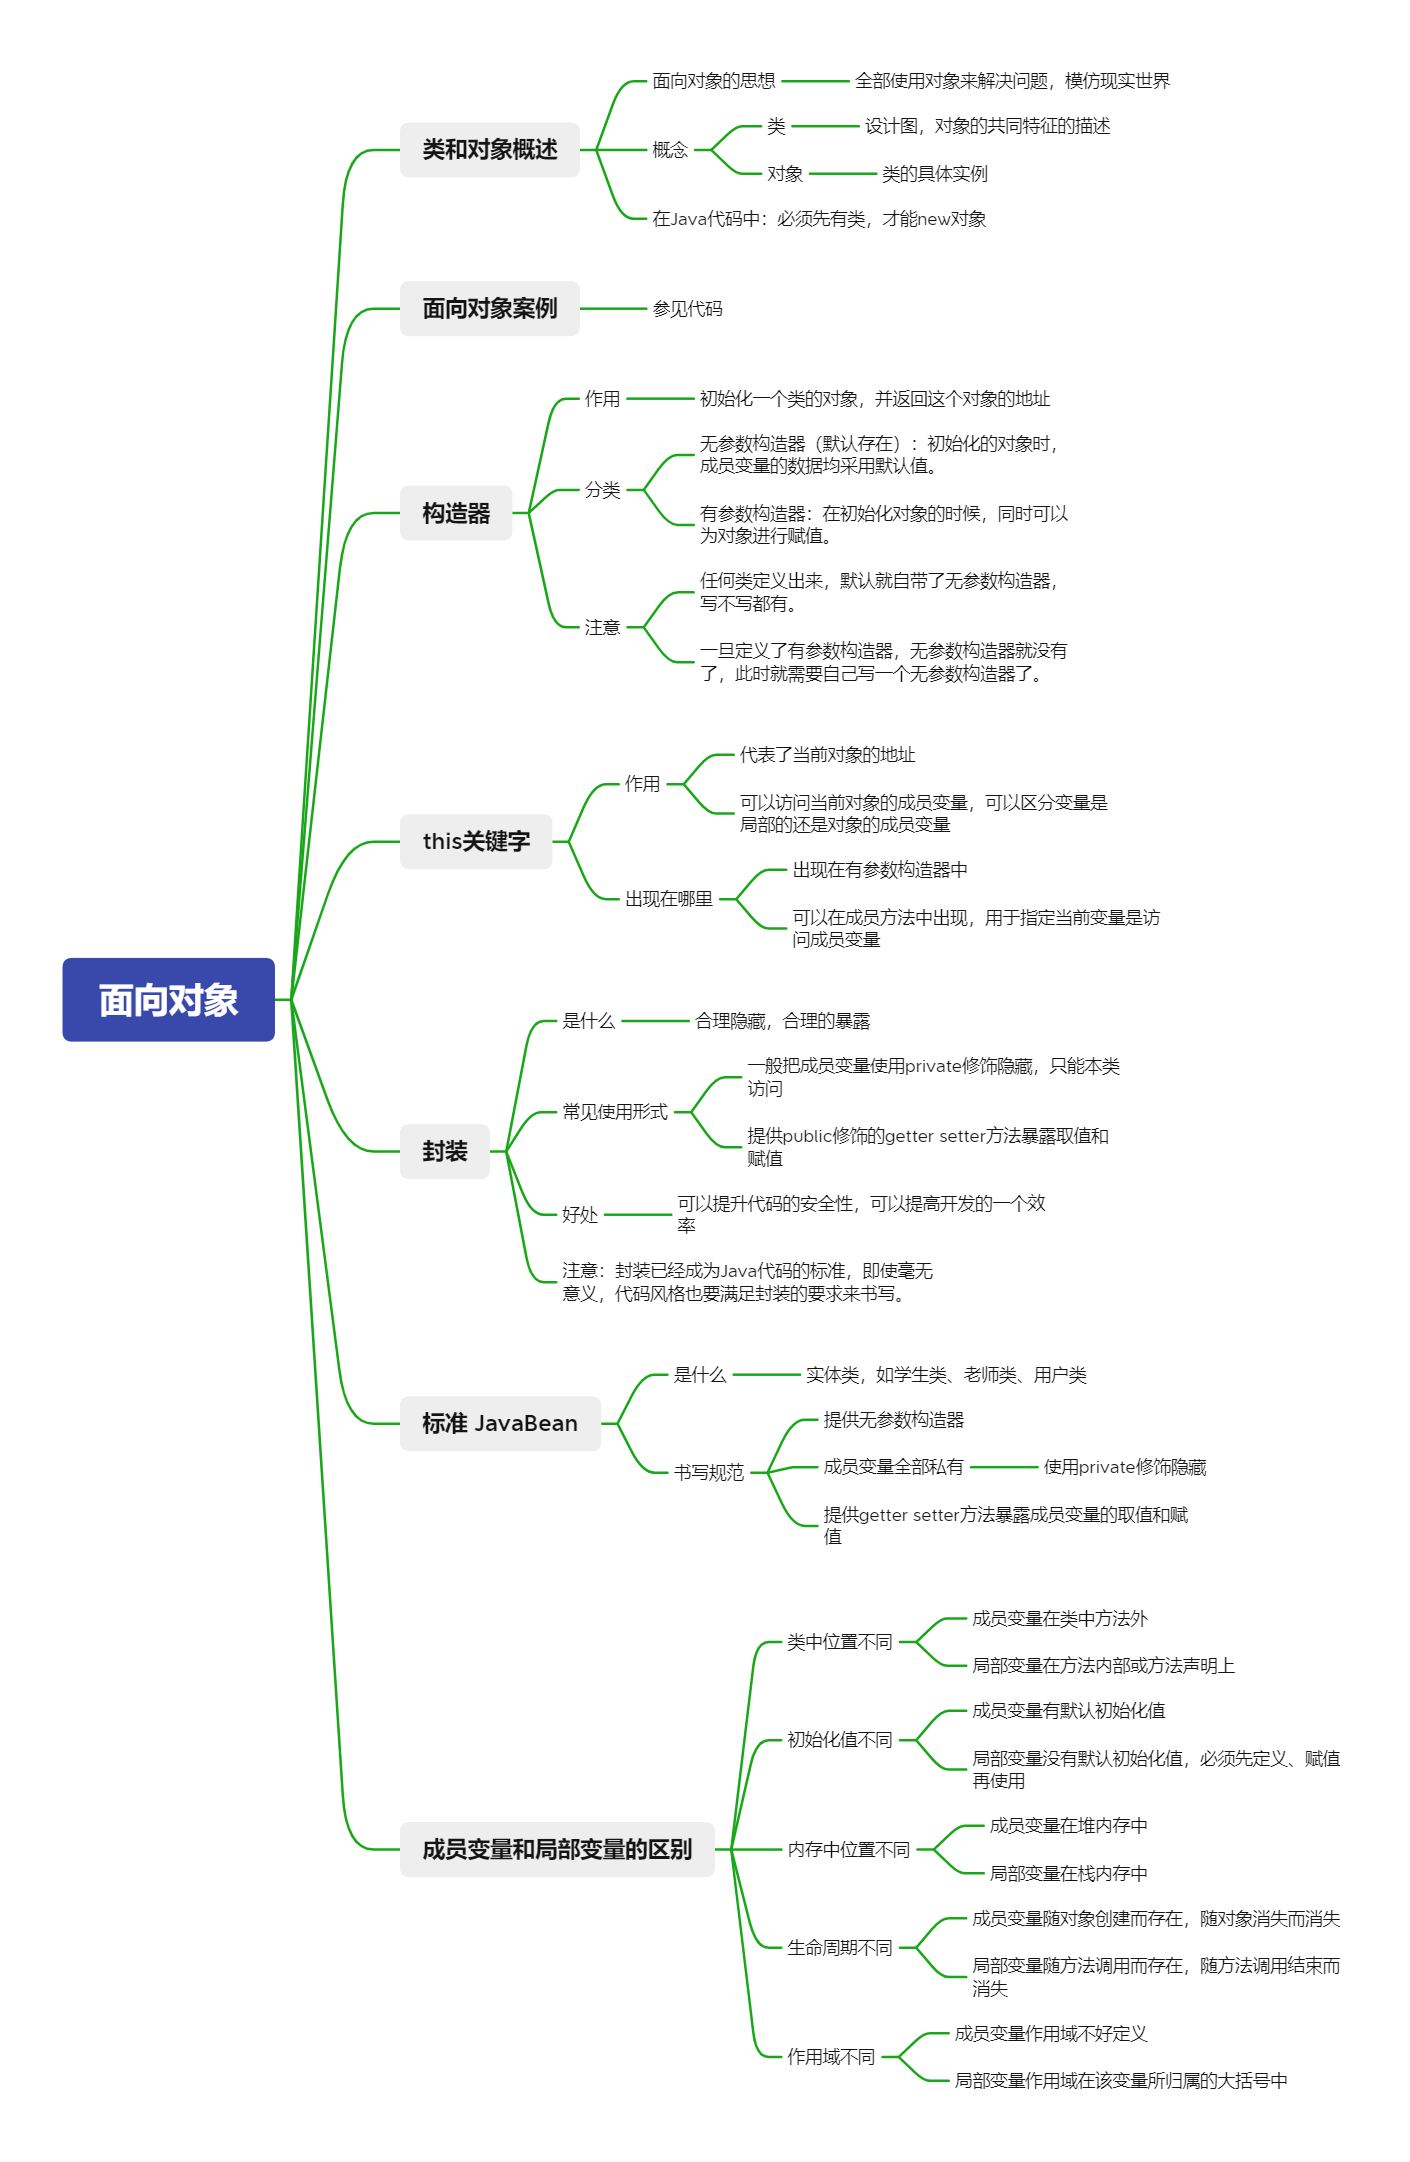 面向对象
类和对象概述
面向对象的思想
全部使用对象来解决问题，模仿现实世界
概念
类
设计图，对象的共同特征的描述
对象
类的具体实例
在Java代码中：必须先有类，才能new对象
面向对象案例
参见代码
构造器
作用
初始化一个类的对象，并返回这个对象的地址
分类
无参数构造器（默认存在）：初始化的对象时，
成员变量的数据均采用默认值。
有参数构造器：在初始化对象的时候，同时可以
为对象进行赋值。
注意
任何类定义出来，默认就自带了无参数构造器，
写不写都有。
一旦定义了有参数构造器，无参数构造器就没有
了，此时就需要自己写一个无参数构造器了。
this关键字
作用
代表了当前对象的地址
可以访问当前对象的成员变量，可以区分变量是
局部的还是对象的成员变量
出现在哪里
出现在有参数构造器中
可以在成员方法中出现，用于指定当前变量是访
问成员变量
封装
是什么
合理隐藏，合理的暴露
常见使用形式
一般把成员变量使用private修饰隐藏，只能本类
访问
提供public修饰的getter setter方法暴露取值和
赋值
好处
可以提升代码的安全性，可以提高开发的一个效
率
注意：封装已经成为Java代码的标准，即使毫无
意义，代码风格也要满足封装的要求来书写。
标准 JavaBean
是什么
实体类，如学生类、老师类、用户类
书写规范
提供无参数构造器
成员变量全部私有
使用private修饰隐藏
提供getter setter方法暴露成员变量的取值和赋
值
成员变量和局部变量的区别
类中位置不同
成员变量在类中方法外
局部变量在方法内部或方法声明上
初始化值不同
成员变量有默认初始化值
局部变量没有默认初始化值，必须先定义、赋值
再使用
内存中位置不同
成员变量在堆内存中
局部变量在栈内存中
生命周期不同
成员变量随对象创建而存在，随对象消失而消失
局部变量随方法调用而存在，随方法调用结束而
消失
作用域不同
成员变量作用域不好定义
局部变量作用域在该变量所归属的大括号中